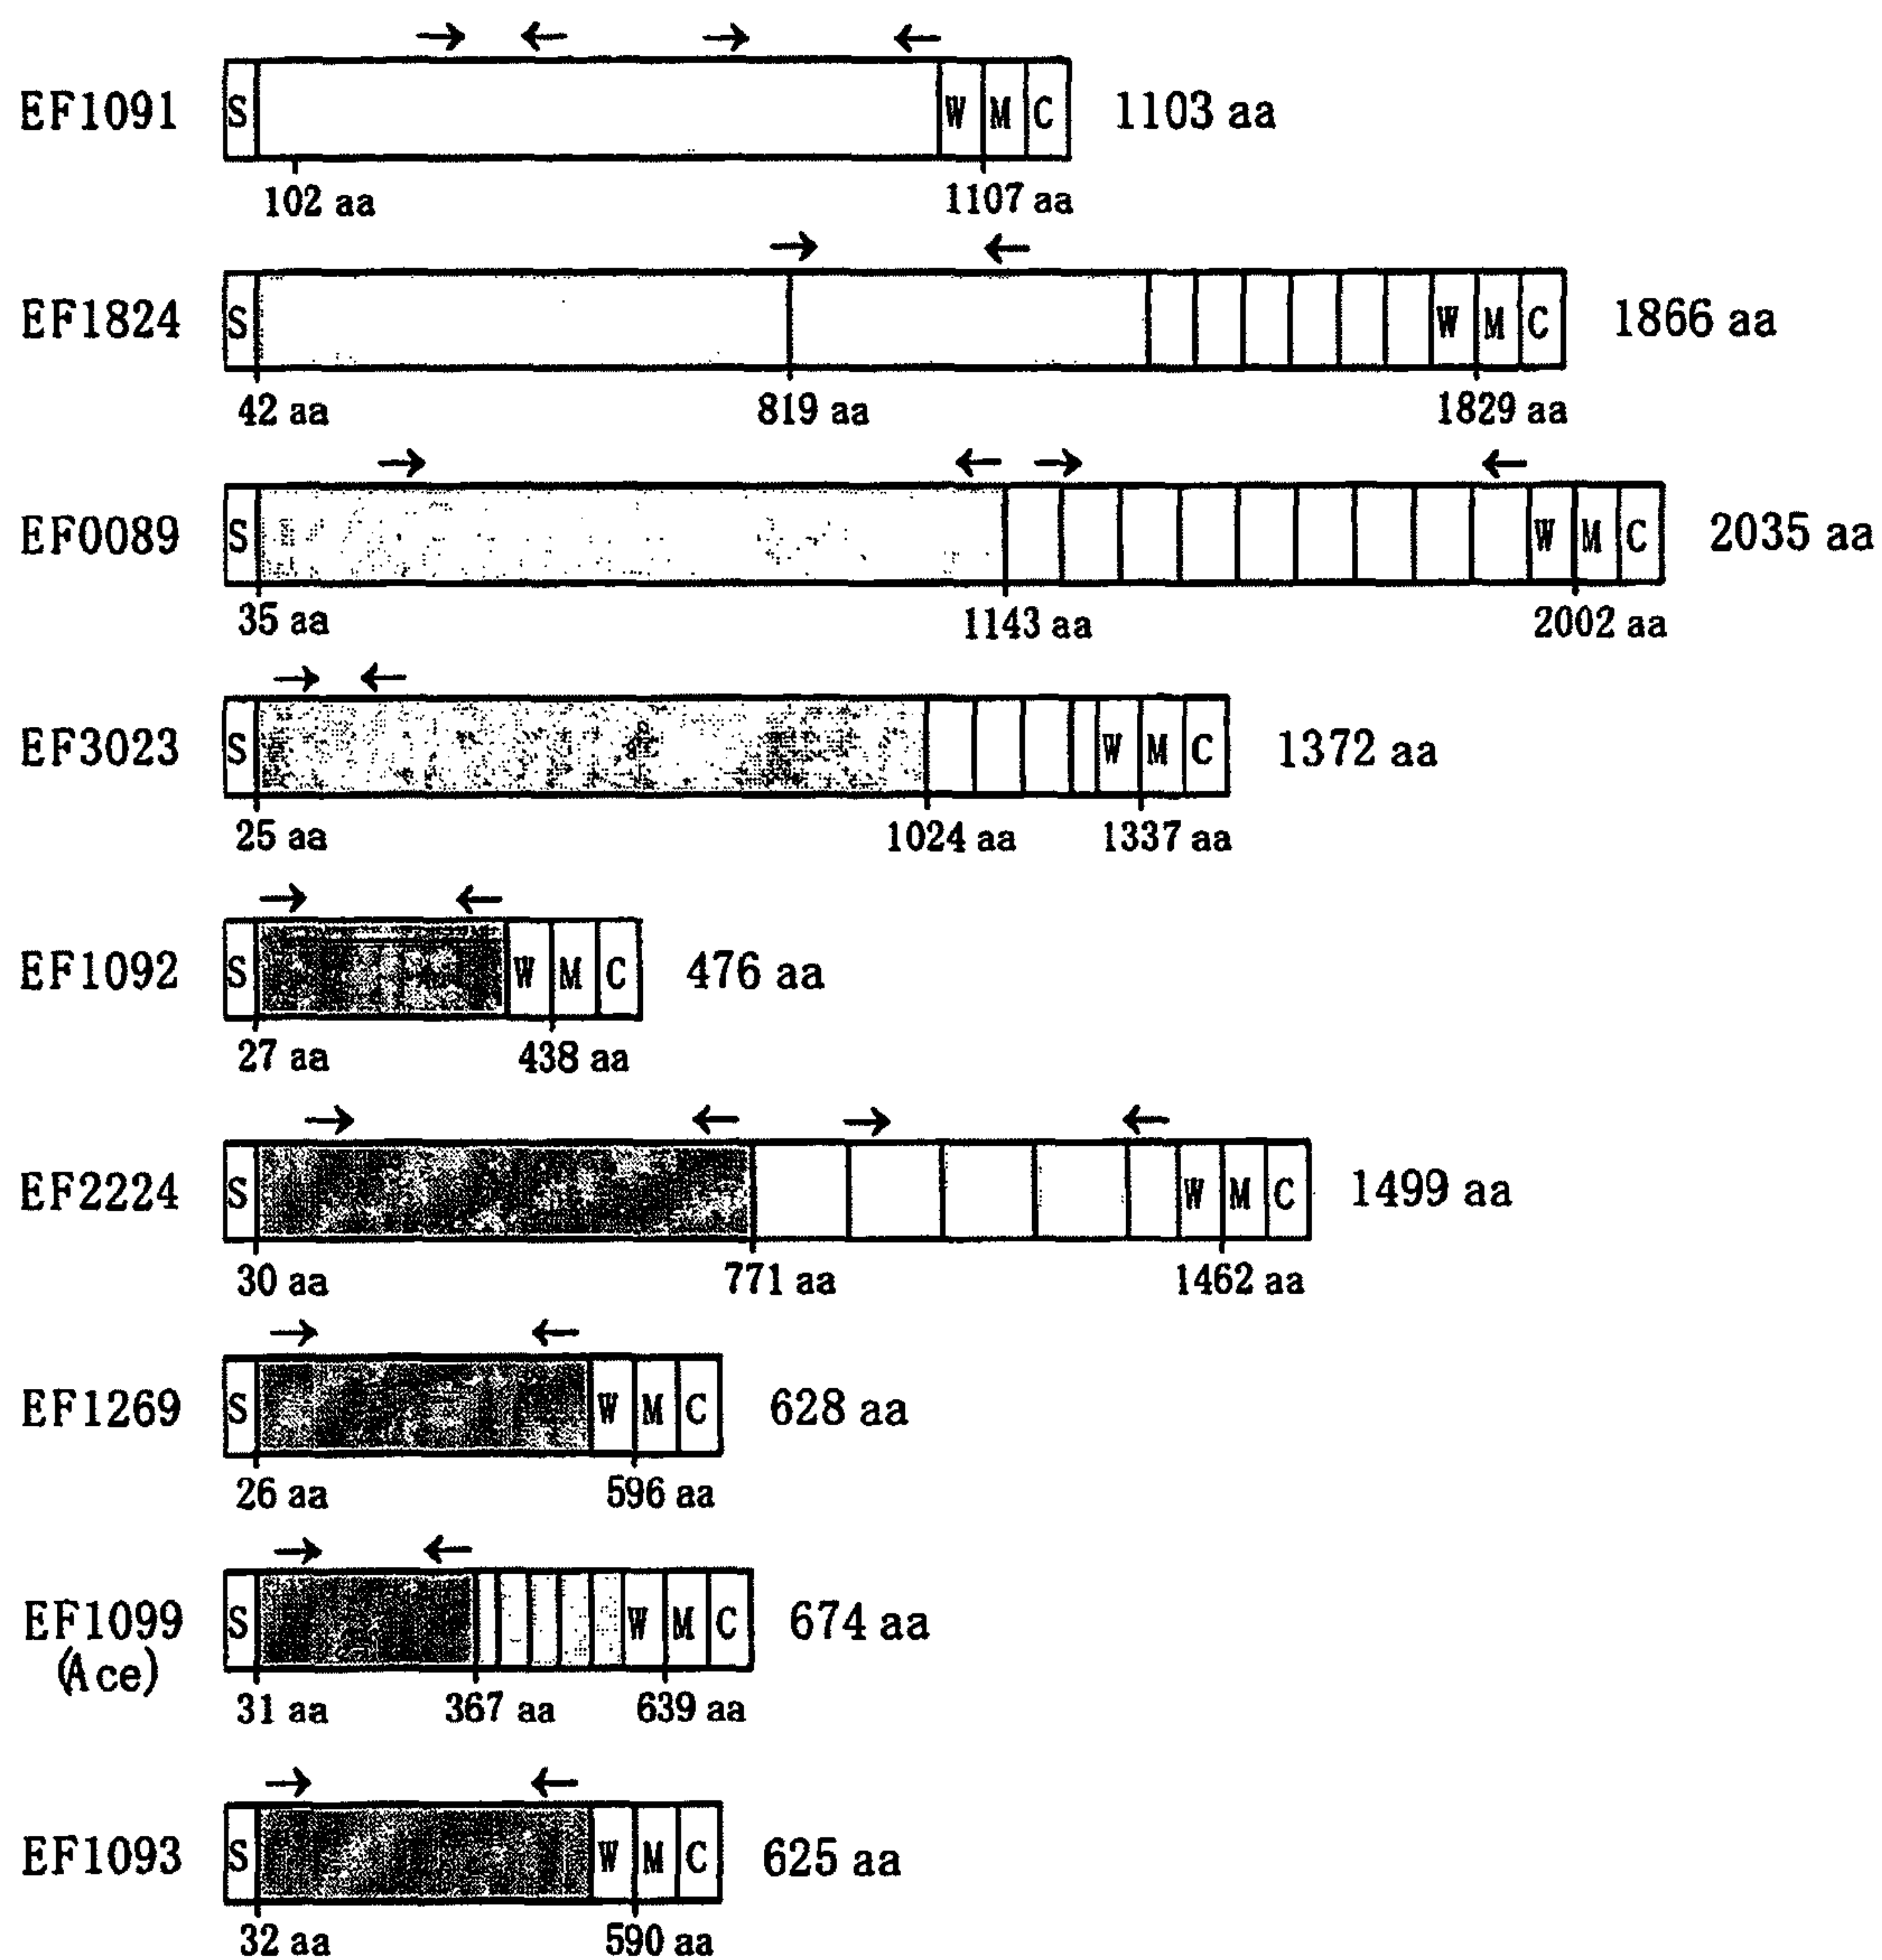 EF1091 S W M C 1103 aa
102 aa 1107 aa
EF1824 S W M C 1866 aa
42 aa 819 aa 1829 aa
EF0089 S W M C 2035 aa
35 aa 1143 aa 2002 aa
EF3023 S W M C 1372 aa
25 aa 1024 aa 1337 aa
EF1092 S W M C 476 aa
27 aa 438 aa
EF2224 S W M C 1499 aa
30 aa 771 aa 1462 aa
EF1269 S W M C 628 aa
26 aa 596 aa
EF1099 S W M C 674 aa
(Ace)
31 aa 367 aa 639 aa
EF1093 S W M C 625 aa
32 aa 590 aa